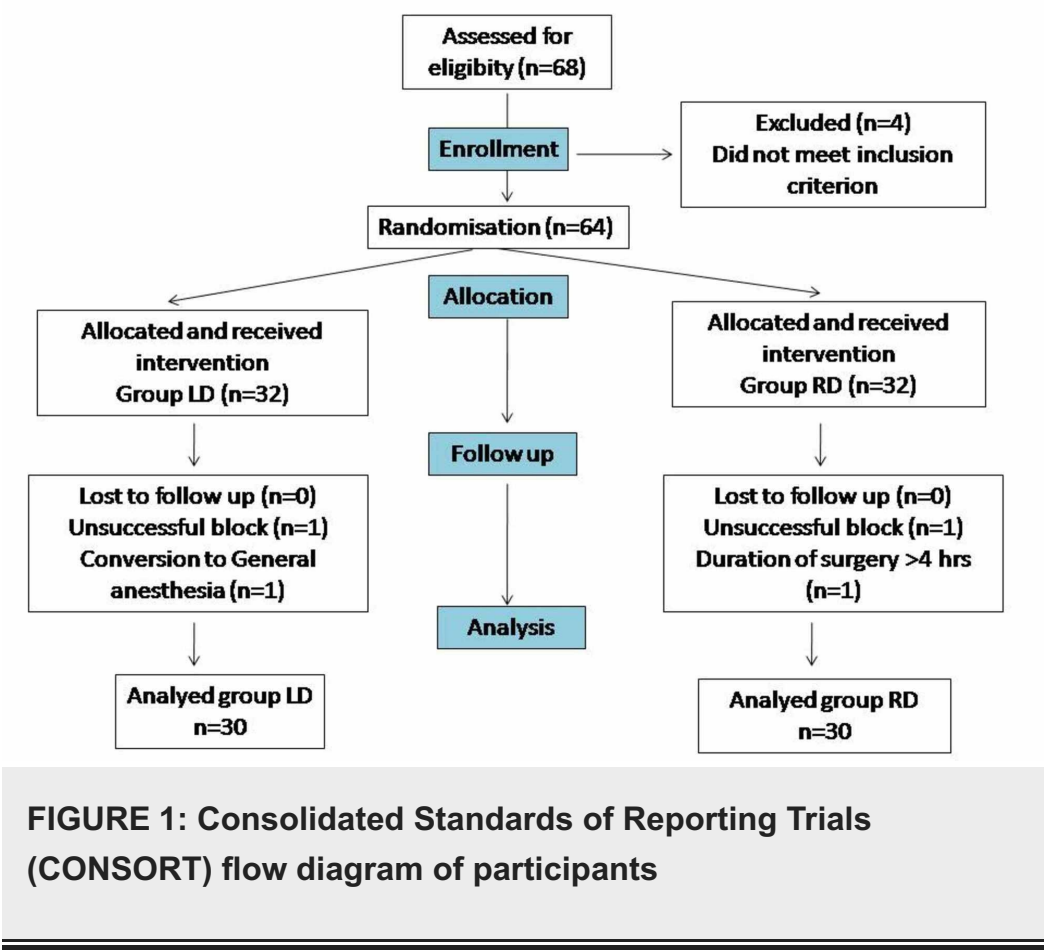 Assessed for
eligibity (n=68)
Enrollment
Excluded (n=4)
Did not meet inclusion
criterion
Randomisation (n=64)
Allocation
Allocated and received
intervention
Group LD (n=32)
Allocated and received
intervention
Group RD (n=32)
Follow up
Lost to follow up (n=0)
Unsuccessful block (n=1)
Conversion to General
anesthesia (n=1)
Lost to follow up (n=0)
Unsuccessful block (n=1)
Duration of surgery >4 hrs
(n=1)
Analysis
Analyed group LD
n=30
Analyed group RD
n=30
FIGURE 1: Consolidated Standards of Reporting Trials
(CONSORT) flow diagram of participants